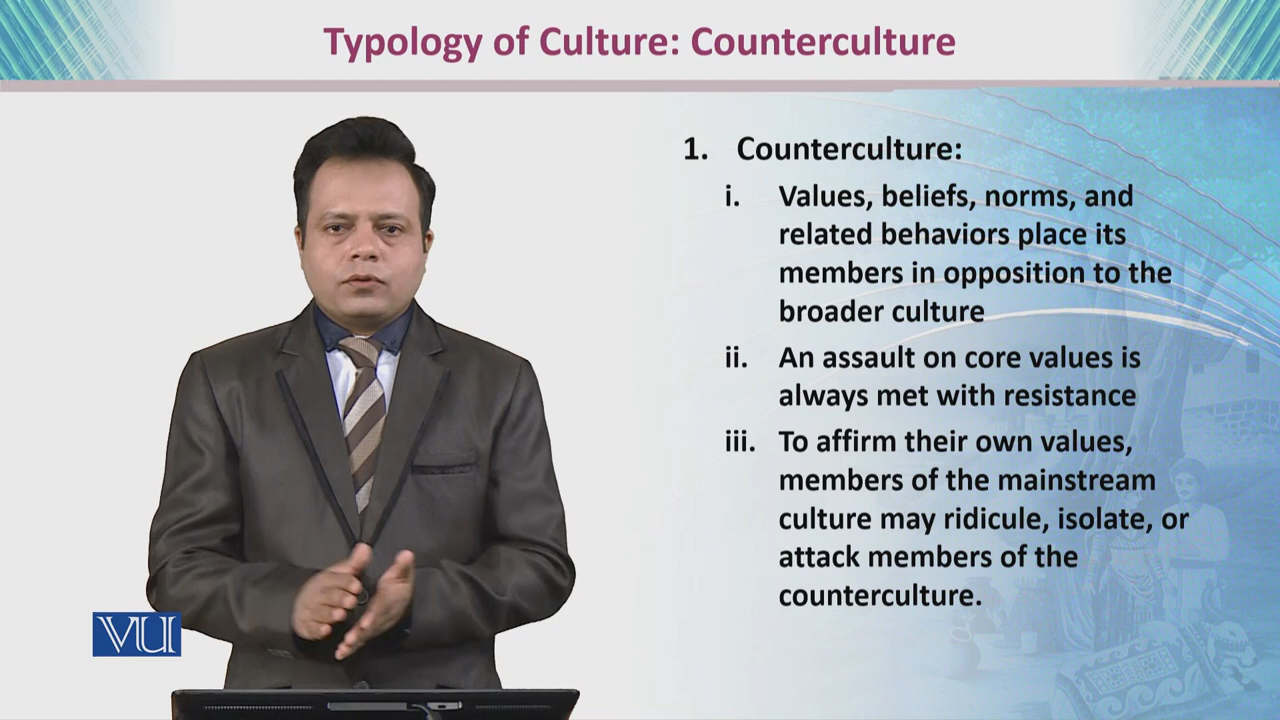 Typology of Culture: Counterculture
1. Counterculture:
i. Values, beliefs, norms, and
related behaviors place its
members in opposition to the
broader culture
ii. An assault on core values is
always met with resistance
iii. To affirm their own values,
members of the mainstream
culture may ridicule, isolate, or
attack members of the
counterculture.
VU